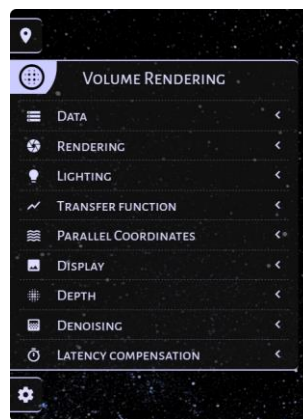 Volume Rendering
Data
Rendering
Lighting
Transfer function
Parallel Coordinates
Display
Depth
Denoising
Latency compensation